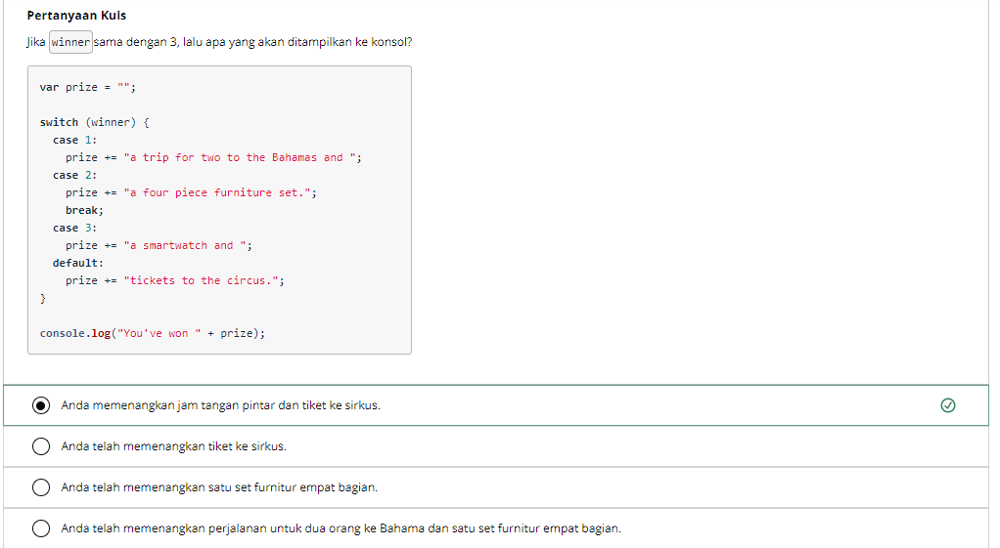 Pertanyaan Kuis
Jika winner sama dengan 3, lalu apa yang akan ditampilkan ke konsol?
var prize = "";
switch (winner) {
case 1:
prize += "a trip for two to the Bahamas and ";
case 2:
prize += "a four piece furniture set.";
break;
case 3:
prize += "a smartwatch and ";
default:
prize += "tickets to the circus.";
}
console.log("You've won " + prize);
Anda memenangkan jam tangan pintar dan tiket ke sirkus.
Anda telah memenangkan tiket ke sirkus.
Anda telah memenangkan satu set furnitur empat bagian.
Anda telah memenangkan perjalanan untuk dua orang ke Bahama dan satu set furnitur empat bagian.